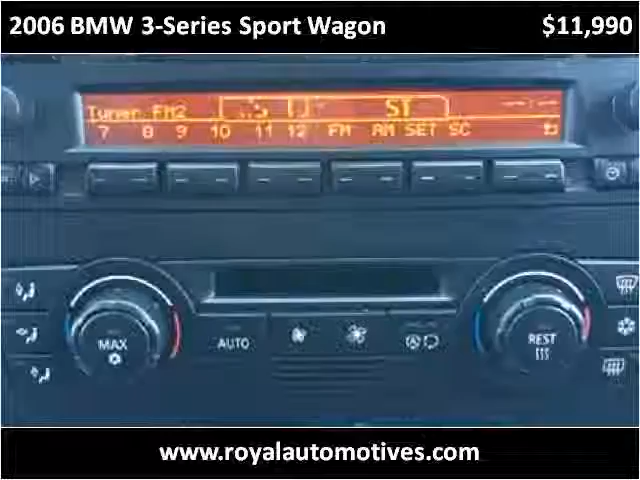 2006 BMW 3-Series Sport Wagon $11,990
Tuner FM2 ST --:--
7 8 9 10 11 12 FM AM SET SC
MAX AUTO REST
www.royalautomotives.com